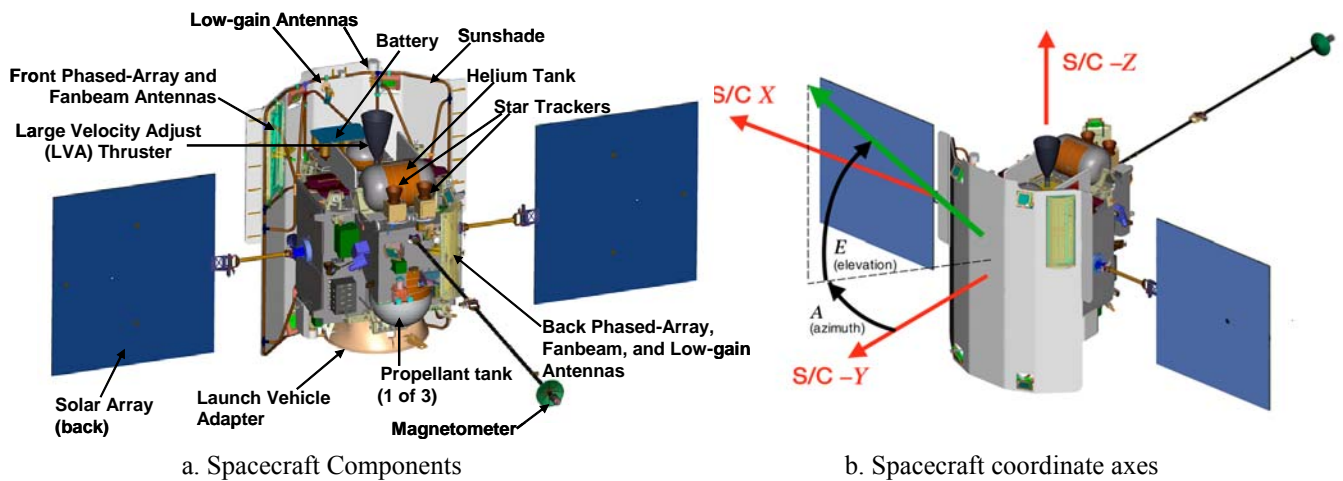 Low-gain Antennas
Battery
Sunshade
Front Phased-Array and
Fanbeam Antennas
Helium Tank
Star Trackers
Large Velocity Adjust
(LVA) Thruster
Solar Array
(back)
Launch Vehicle
Adapter
Propellant tank
(1 of 3)
Back Phased-Array,
Fanbeam, and Low-gain
Antennas
Magnetometer
a. Spacecraft Components
S/C –Z
S/C X
E
(elevation)
A
(azimuth)
S/C –Y
b. Spacecraft coordinate axes